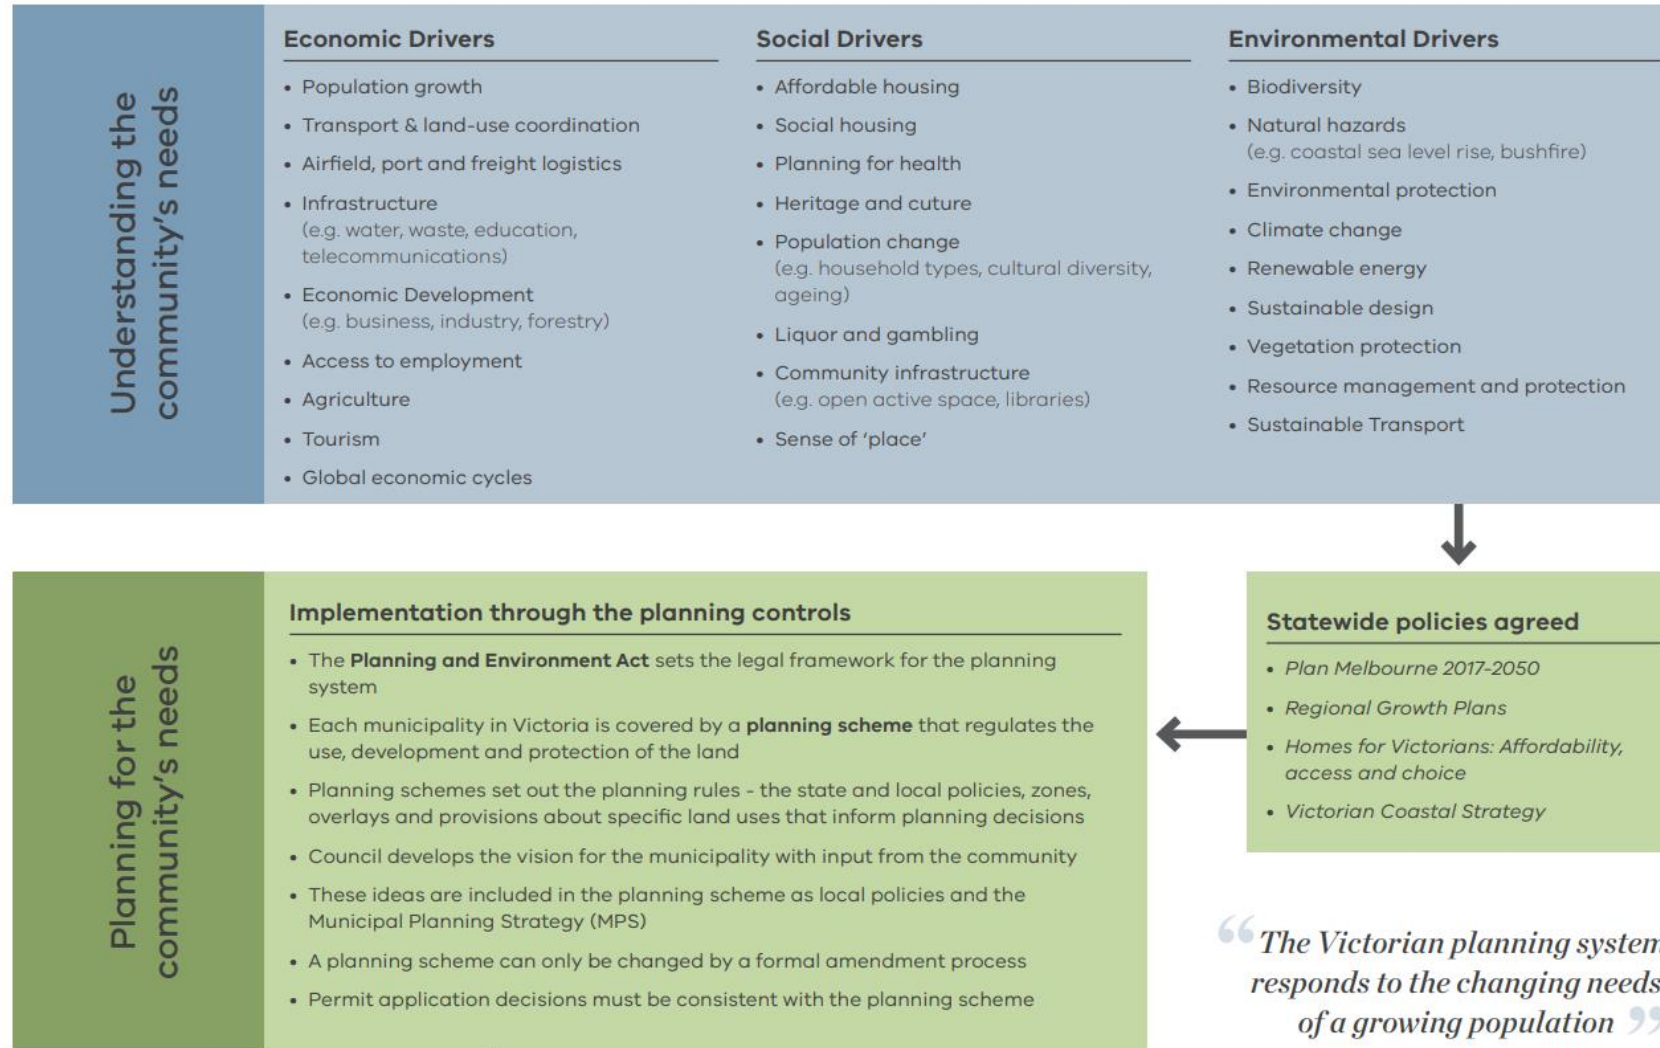 Understanding the
community's needs
Economic Drivers
• Population growth
• Transport & land-use coordination
• Airfield, port and freight logistics
• Infrastructure
(e.g. water, waste, education,
telecommunications)
• Economic Development
(e.g. business, industry, forestry)
• Access to employment
• Agriculture
• Tourism
• Global economic cycles
Social Drivers
• Affordable housing
• Social housing
• Planning for health
• Heritage and cuture
• Population change
(e.g. household types, cultural diversity,
ageing)
• Liquor and gambling
• Community infrastructure
(e.g. open active space, libraries)
• Sense of 'place'
Environmental Drivers
• Biodiversity
• Natural hazards
(e.g. coastal sea level rise, bushfire)
• Environmental protection
• Climate change
• Renewable energy
• Sustainable design
• Vegetation protection
• Resource management and protection
• Sustainable Transport
Planning for the
community's needs
Implementation through the planning controls
• The Planning and Environment Act sets the legal framework for the planning
system
• Each municipality in Victoria is covered by a planning scheme that regulates the
use, development and protection of the land
• Planning schemes set out the planning rules - the state and local policies, zones,
overlays and provisions about specific land uses that inform planning decisions
• Council develops the vision for the municipality with input from the community
• These ideas are included in the planning scheme as local policies and the
Municipal Planning Strategy (MPS)
• A planning scheme can only be changed by a formal amendment process
• Permit application decisions must be consistent with the planning scheme
Statewide policies agreed
• Plan Melbourne 2017-2050
• Regional Growth Plans
• Homes for Victorians: Affordability,
access and choice
• Victorian Coastal Strategy
“The Victorian planning system
responds to the changing needs
of a growing population ”